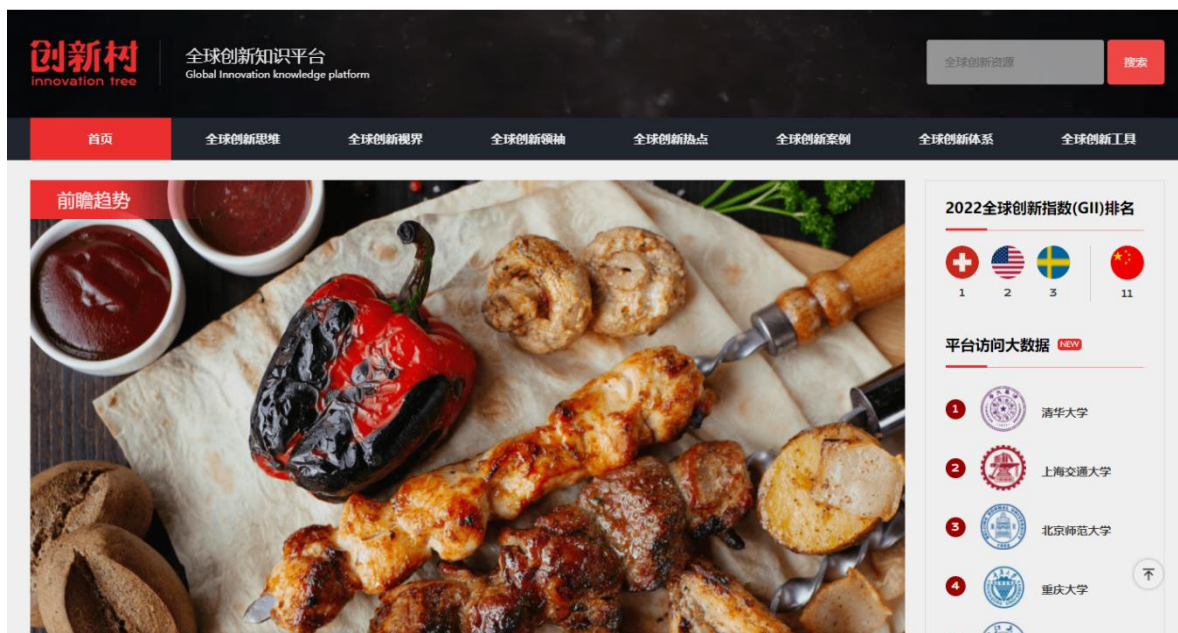 创新树
innovation tree
全球创新知识平台
Global Innovation knowledge platform
全球创新资源
搜索
首页 全球创新思维 全球创新视界 全球创新领袖 全球创新热点 全球创新案例 全球创新体系 全球创新工具
前瞻趋势
2022全球创新指数(GII)排名
1 2 3 11
平台访问大数据 NEW
1 清华大学
2 上海交通大学
3 北京师范大学
4 重庆大学